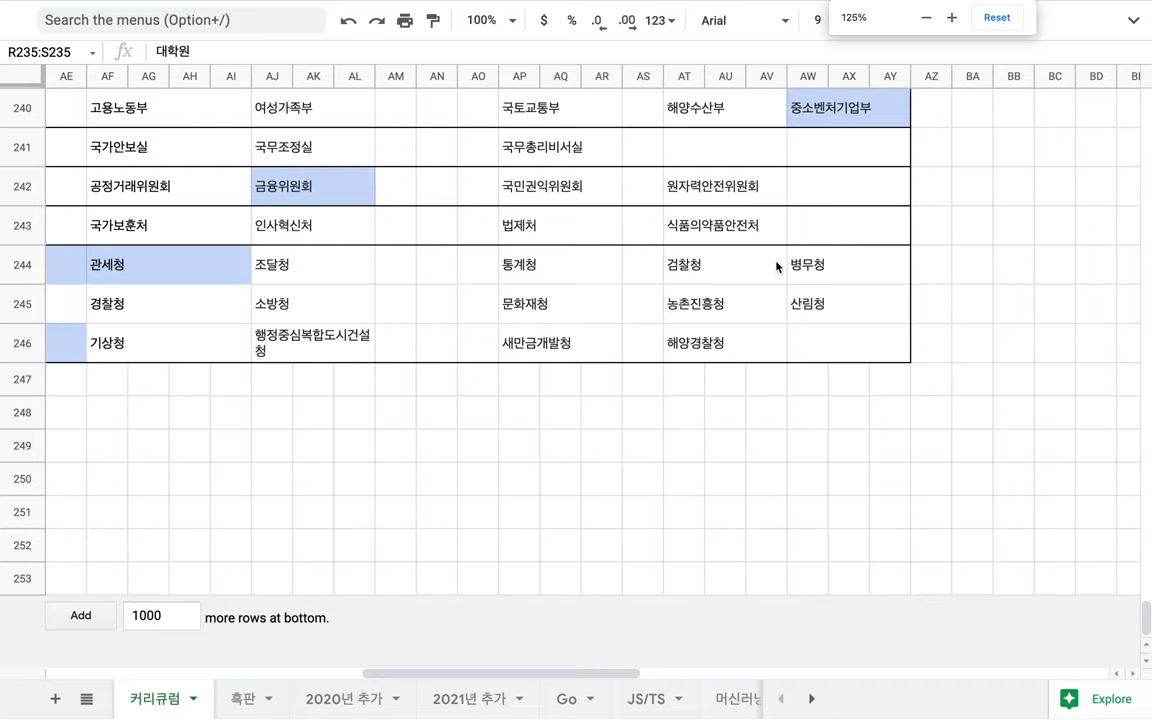 Search the menus (Option+/) 100% $ % .0 .00 123 Arial 9 125% Reset
R235:S235 fx 대학원
AE AF AG AH AI AJ AK AL AM AN AO AP AQ AR AS AT AU AV AW AX AY AZ BA BB BC BD
240 고용노동부 여성가족부 국토교통부 해양수산부 중소벤처기업부
241 국가안보실 국무조정실 국무총리비서실
242 공정거래위원회 금융위원회 국민권익위원회 원자력안전위원회
243 국가보훈처 인사혁신처 법제처 식품의약품안전처
244 관세청 조달청 통계청 검찰청 병무청
245 경찰청 소방청 문화재청 농촌진흥청 산림청
246 기상청 행정중심복합도시건설
청 새만금개발청 해양경찰청
247
248
249
250
251
252
253
Add 1000 more rows at bottom.
커리큘럼 흑판 2020년 추가 2021년 추가 Go JS/TS 머신러닝 Explore